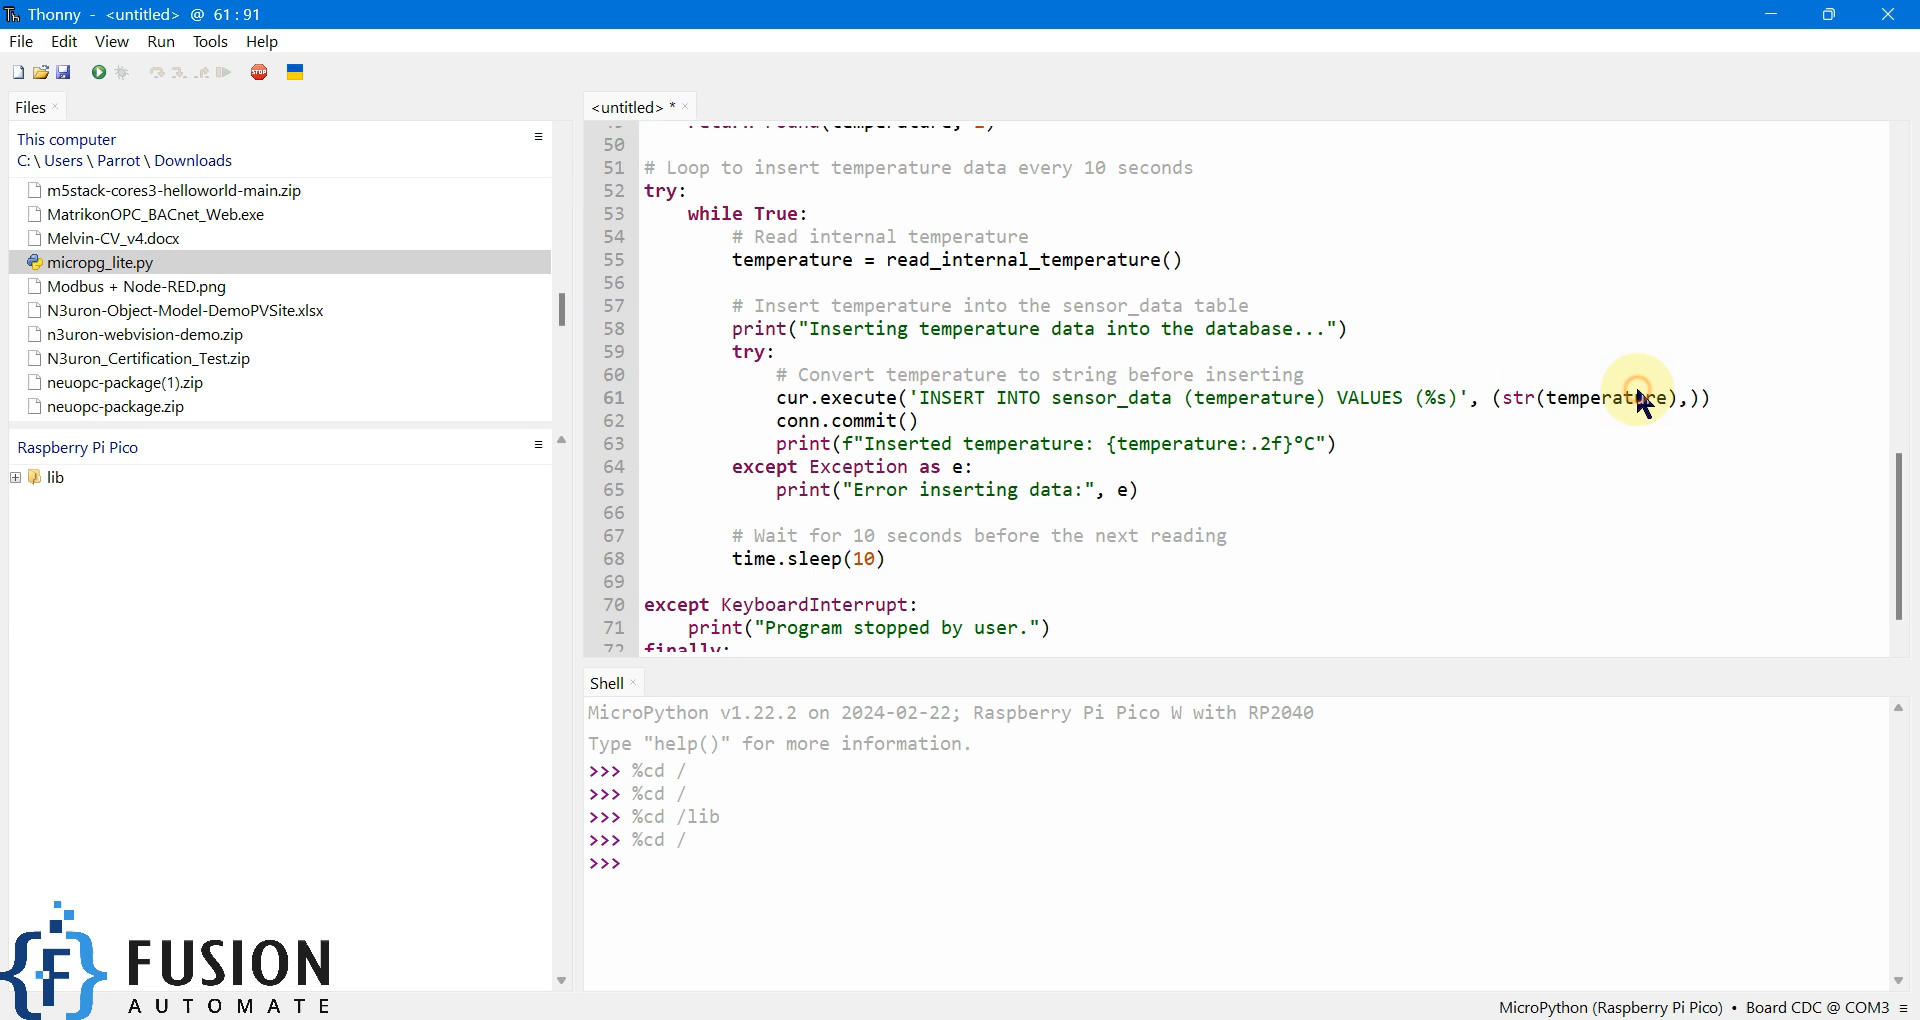 Thonny - <untitled> @ 61:91
File Edit View Run Tools Help
Files
This computer
C: \ Users \ Parrot \ Downloads
m5stack-cores3-helloworld-main.zip
MatrikonOPC_BACnet_Web.exe
Melvin-CV_v4.docx
micropg_lite.py
Modbus + Node-RED.png
N3uron-Object-Model-DemoPVSite.xlsx
n3uron-webvision-demo.zip
N3uron_Certification_Test.zip
neuopc-package(1).zip
neuopc-package.zip
Raspberry Pi Pico
lib
<untitled> *
50
51 # Loop to insert temperature data every 10 seconds
52 try:
53 while True:
54 # Read internal temperature
55 temperature = read_internal_temperature()
56
57 # Insert temperature into the sensor_data table
58 print("Inserting temperature data into the database...")
59 try:
60 # Convert temperature to string before inserting
61 cur.execute('INSERT INTO sensor_data (temperature) VALUES (%s)', (str(temperature),))
62 conn.commit()
63 print(f"Inserted temperature: {temperature:.2f}°C")
64 except Exception as e:
65 print("Error inserting data:", e)
66
67 # Wait for 10 seconds before the next reading
68 time.sleep(10)
69
70 except KeyboardInterrupt:
71 print("Program stopped by user.")
72 finally:
Shell
MicroPython v1.22.2 on 2024-02-22; Raspberry Pi Pico W with RP2040
Type "help()" for more information.
>>> %cd /
>>> %cd /
>>> %cd /lib
>>> %cd /
>>>
FUSION
AUTOMATE
MicroPython (Raspberry Pi Pico) • Board CDC @ COM3